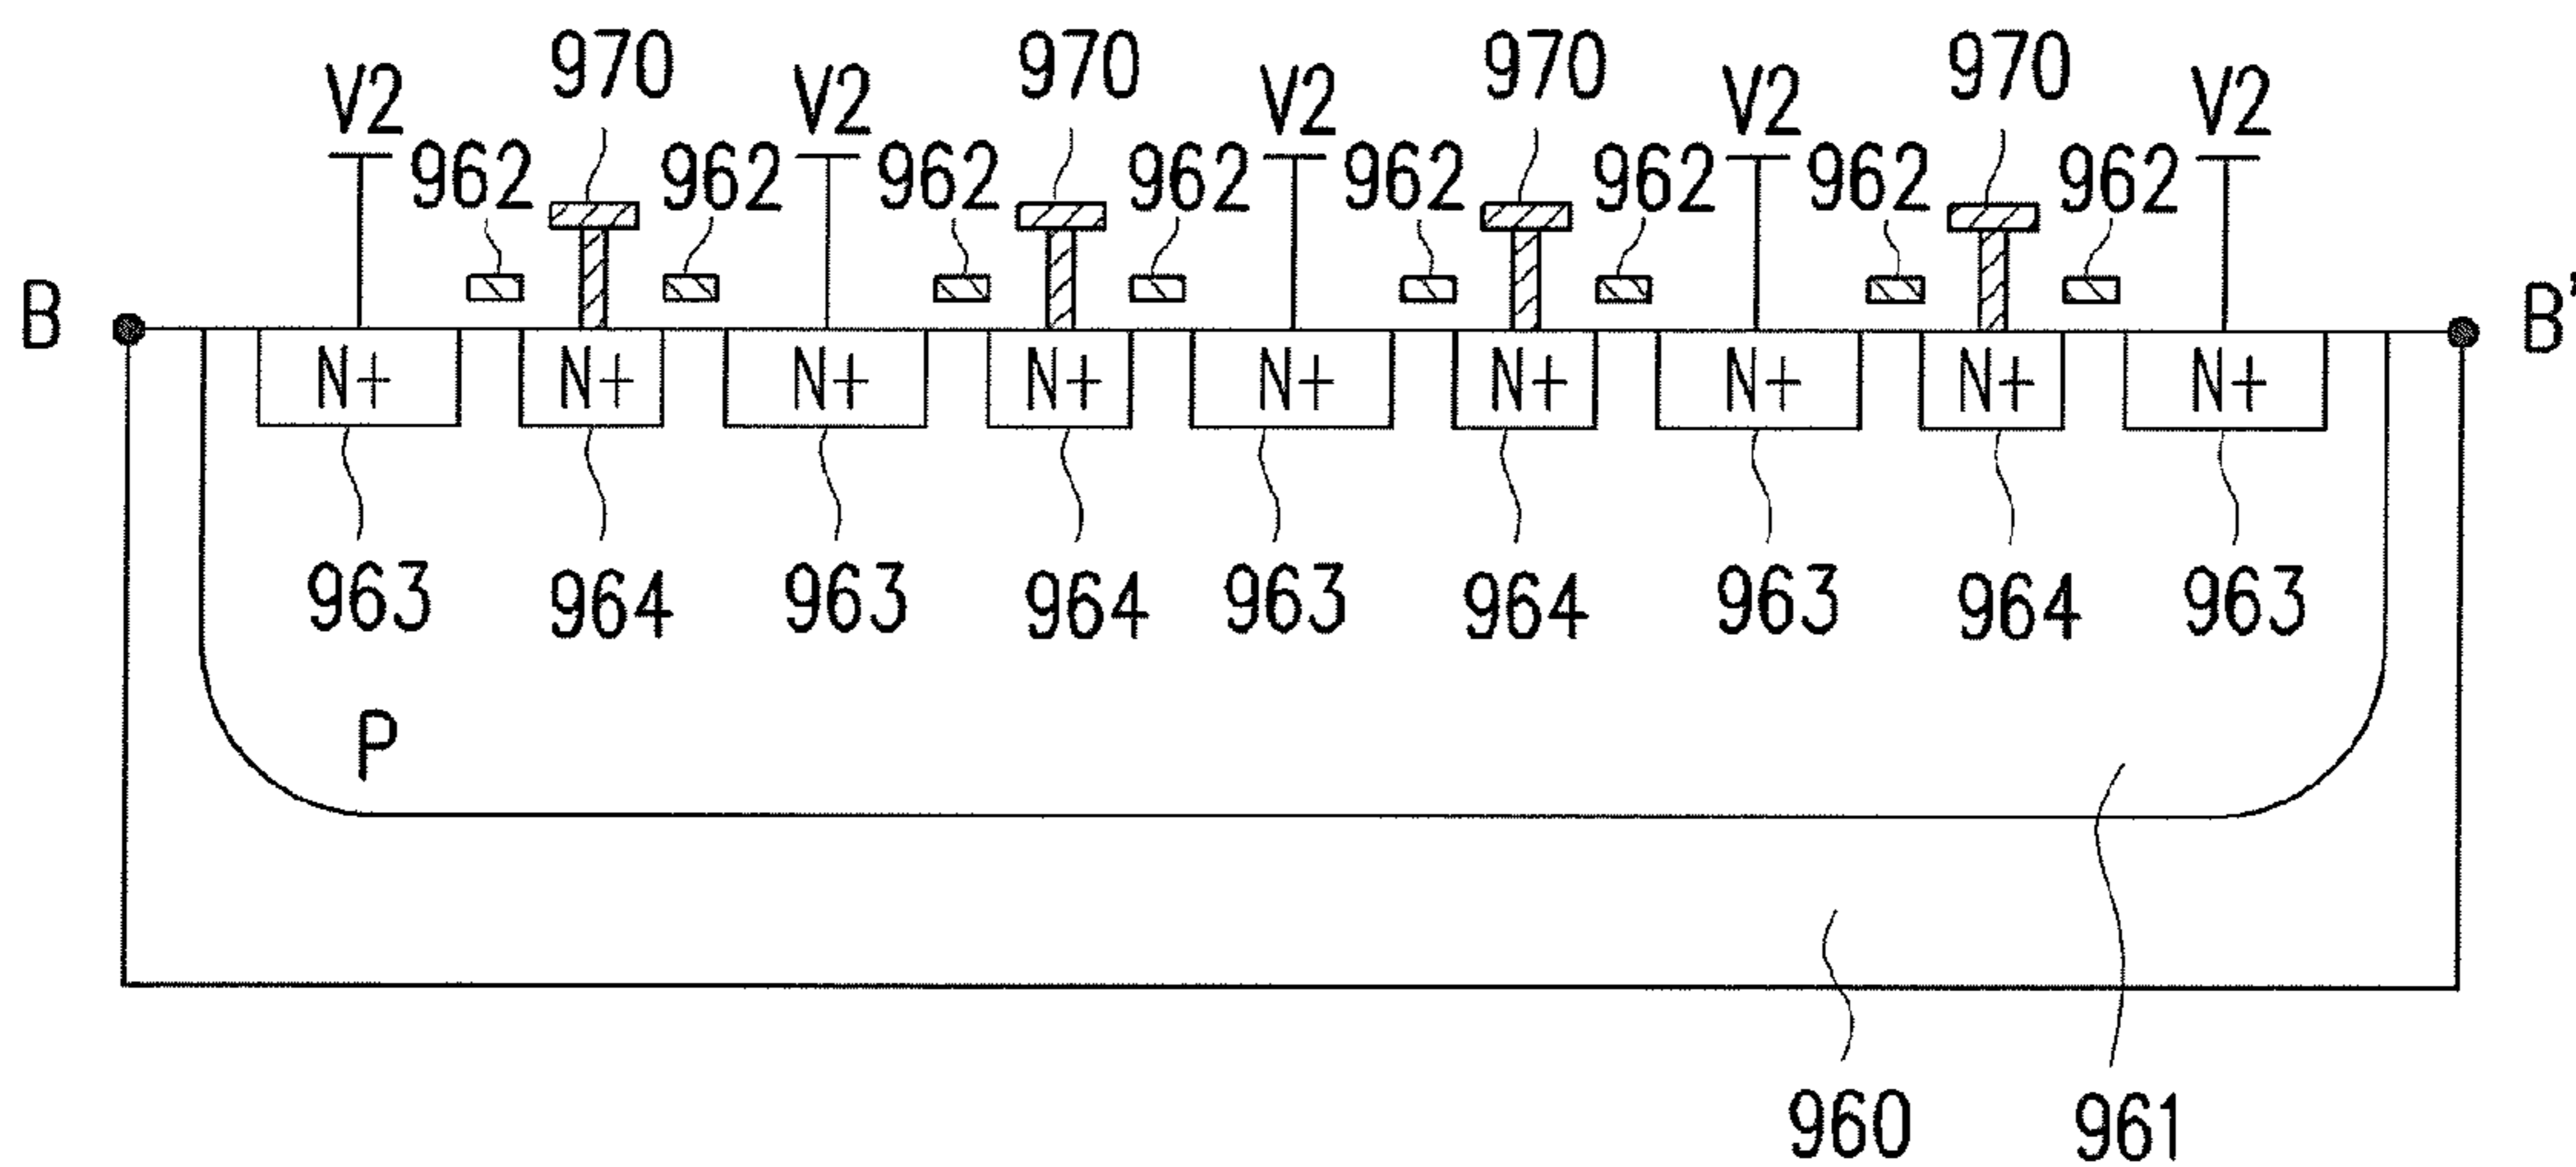 970 970 970 970
V2 V2 V2 V2 V2
962 962 962 962 962 962 962 962
B B'
N+ N+ N+ N+ N+ N+ N+ N+ N+
963 964 963 964 963 964 963 964 963
P
960 961